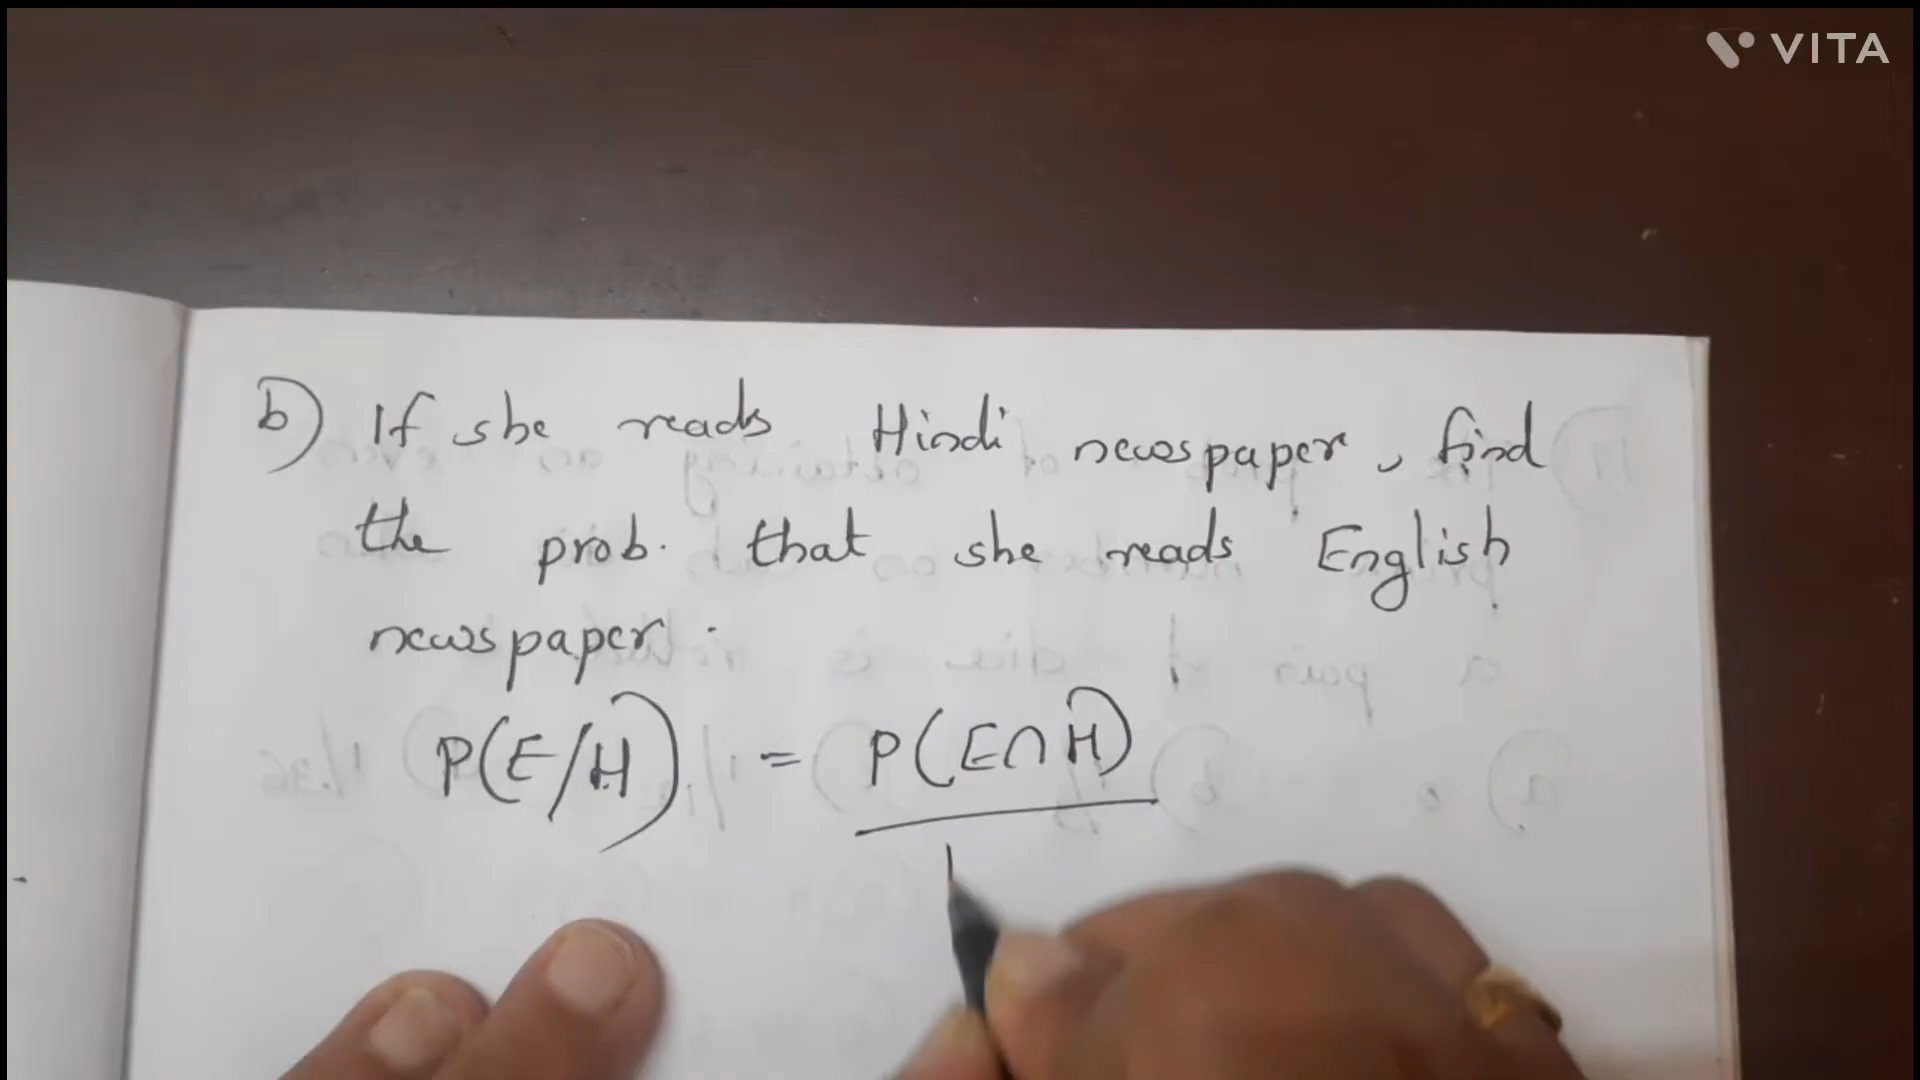 VITA
b) If she reads Hindi newspaper, find
the prob. that she reads English
newspaper.
P(E/H) = P(E∩H)